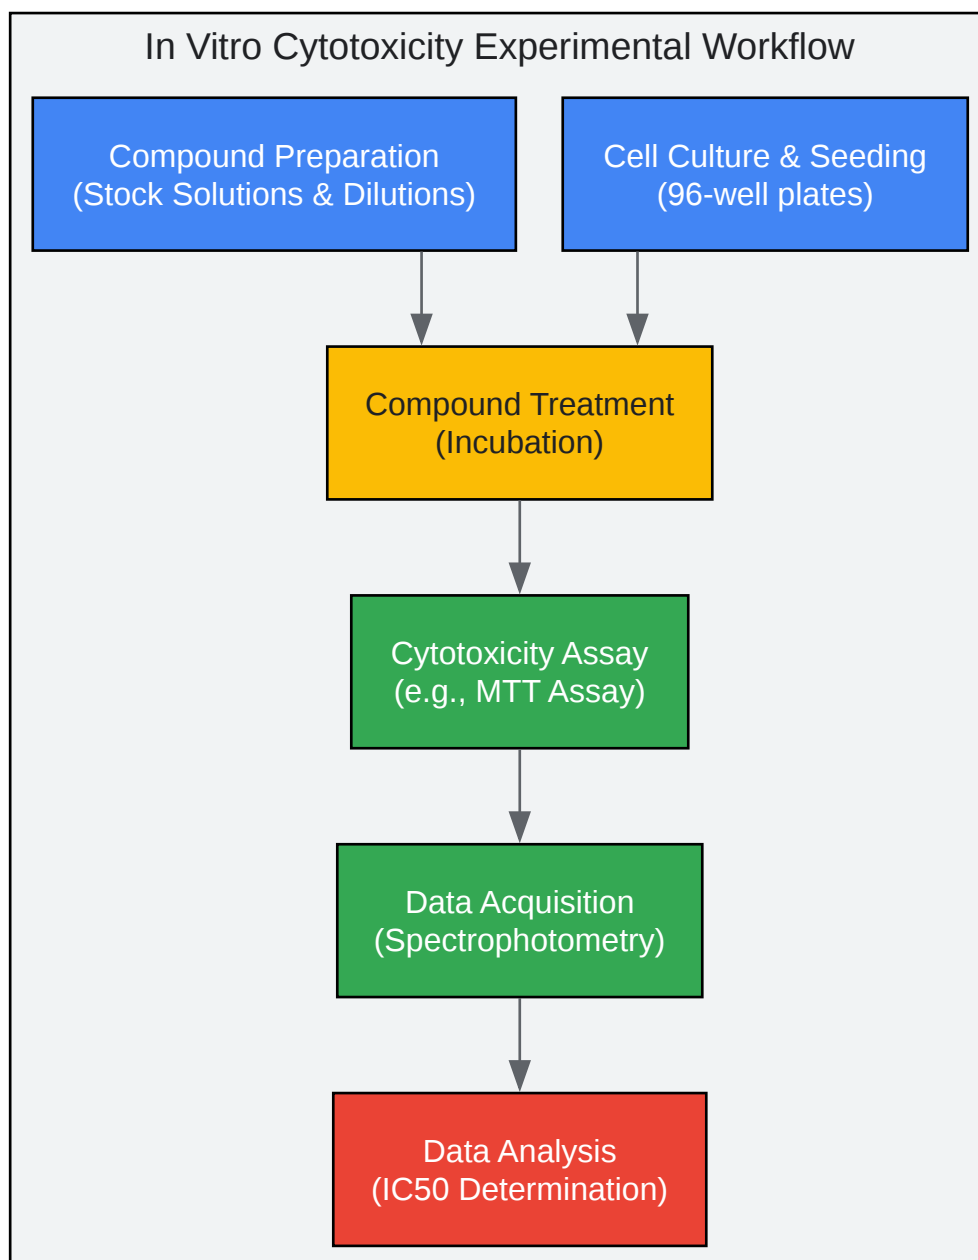 In Vitro Cytotoxicity Experimental Workflow
Compound Preparation
(Stock Solutions & Dilutions)
Cell Culture & Seeding
(96-well plates)
Compound Treatment
(Incubation)
Cytotoxicity Assay
(e.g., MTT Assay)
Data Acquisition
(Spectrophotometry)
Data Analysis
(IC50 Determination)